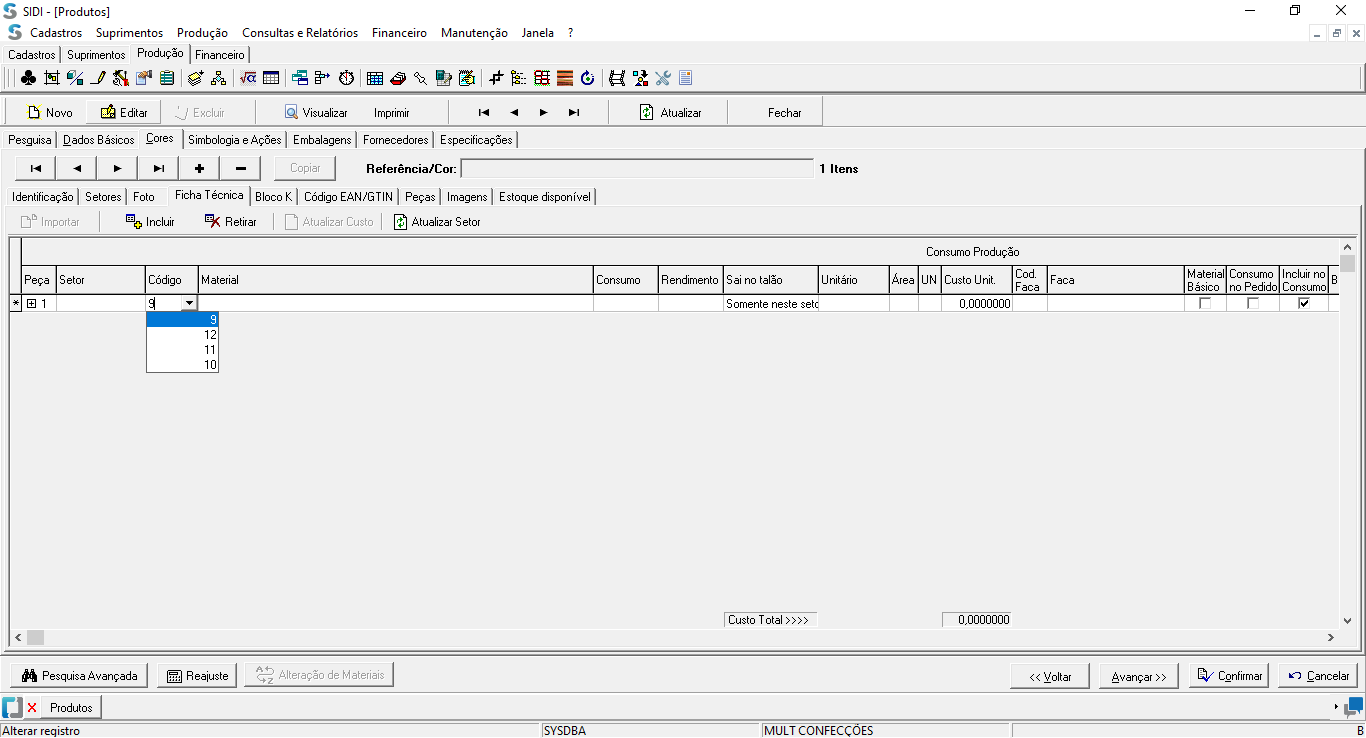 SIDI - [Produtos]
Cadastros Suprimentos Produção Consultas e Relatórios Financeiro Manutenção Janela ?
Cadastros Suprimentos Produção Financeiro
Novo Editar Excluir Visualizar Imprimir Atualizar Fechar
Pesquisa Dados Básicos Cores Simbologia e Ações Embalagens Fornecedores Especificações
Copiar Referência/Cor: 1 Itens
Identificação Setores Foto Ficha Técnica Bloco K Código EAN/GTIN Peças Imagens Estoque disponível
Importar Incluir Retirar Atualizar Custo Atualizar Setor
Consumo Produção
Peça Setor Código Material Consumo Rendimento Sai no talão Unitário Área UN Custo Unit. Cod. Faca Faca Material Básico Consumo no Pedido Incluir no Consumo B
* 1 9 Somente neste seto 0,0000000
9
12
11
10
Custo Total >>>> 0,0000000
Pesquisa Avançada Reajuste Alteração de Materiais << Voltar Avançar >> Confirmar Cancelar
Produtos
Alterar registro SYSDBA MULT CONFECÇÕES B